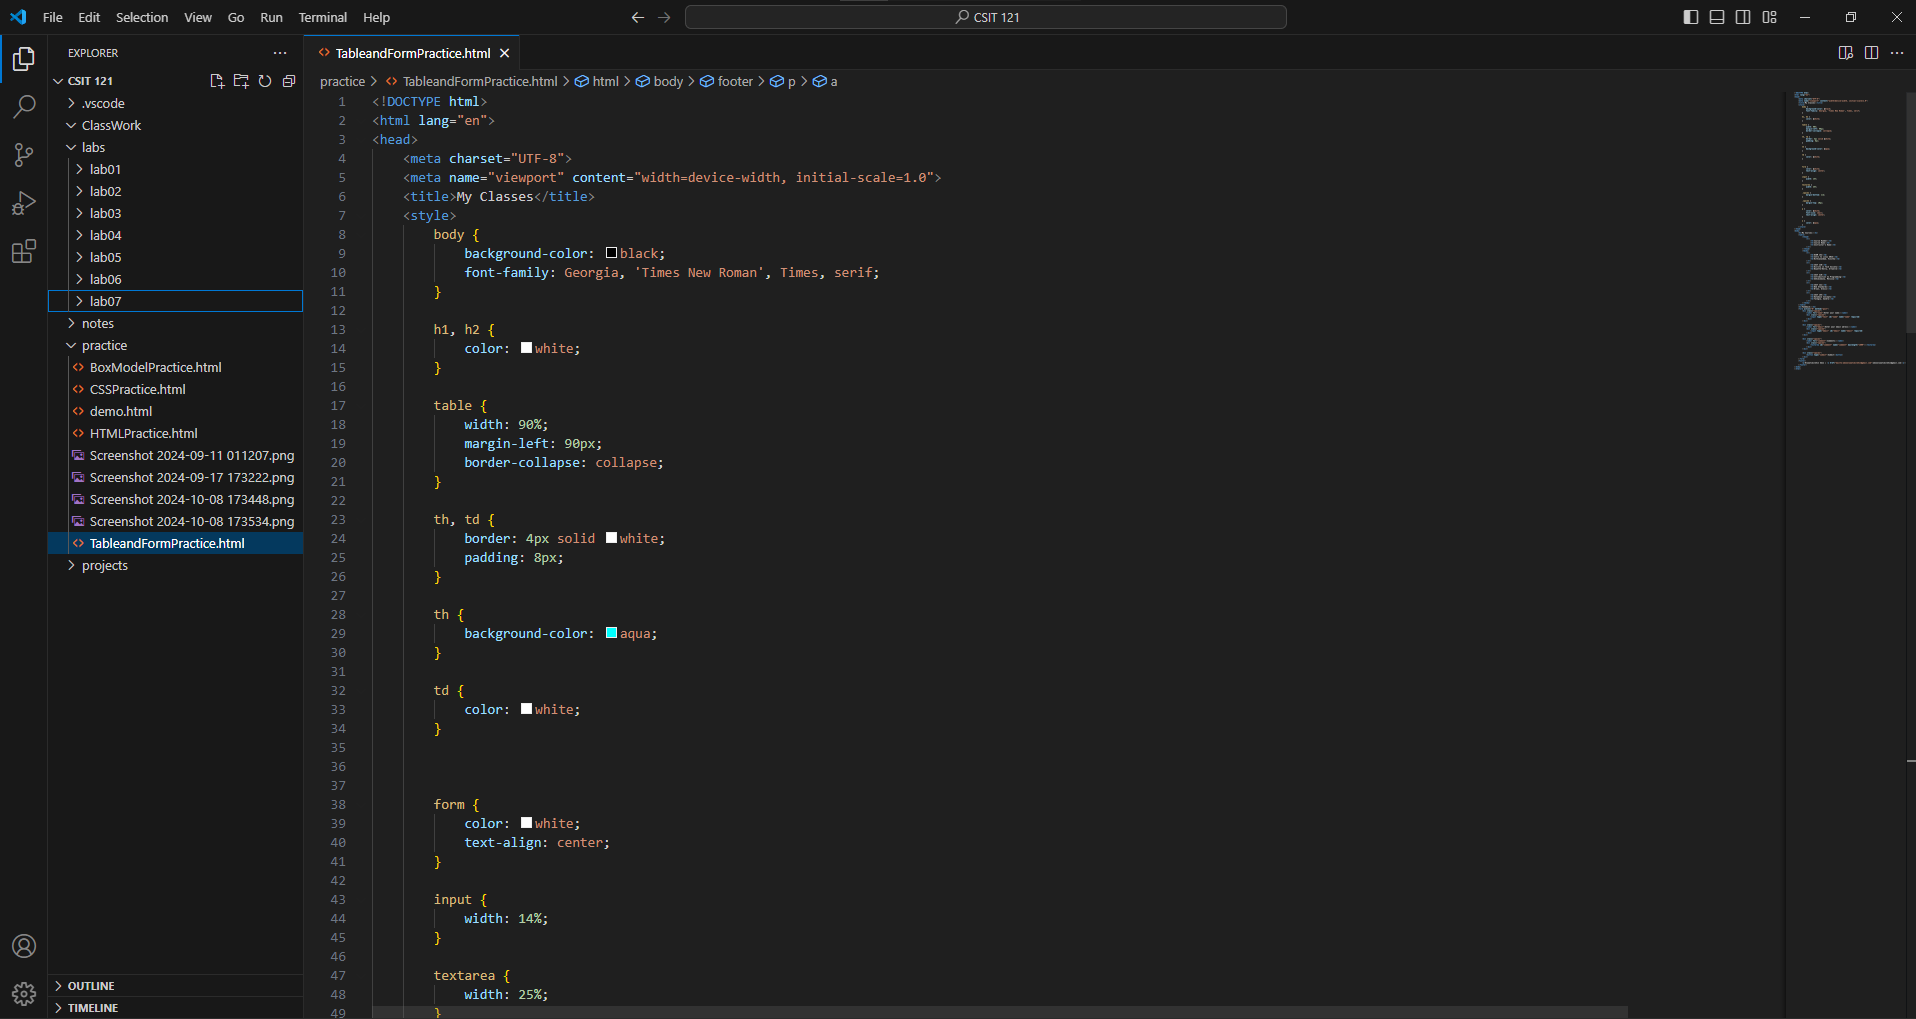 File Edit Selection View Go Run Terminal Help
CSIT 121
EXPLORER
CSIT 121
.vscode
ClassWork
labs
lab01
lab02
lab03
lab04
lab05
lab06
lab07
notes
practice
BoxModelPractice.html
CSSPractice.html
demo.html
HTMLPractice.html
Screenshot 2024-09-11 011207.png
Screenshot 2024-09-17 173222.png
Screenshot 2024-10-08 173448.png
Screenshot 2024-10-08 173534.png
TableandFormPractice.html
projects
OUTLINE
TIMELINE
TableandFormPractice.html
practice > TableandFormPractice.html > html > body > footer > p > a
1 <!DOCTYPE html>
2 <html lang="en">
3 <head>
4 <meta charset="UTF-8">
5 <meta name="viewport" content="width=device-width, initial-scale=1.0">
6 <title>My Classes</title>
7 <style>
8 body {
9 background-color: black;
10 font-family: Georgia, 'Times New Roman', Times, serif;
11 }
12
13 h1, h2 {
14 color: white;
15 }
16
17 table {
18 width: 90%;
19 margin-left: 90px;
20 border-collapse: collapse;
21 }
22
23 th, td {
24 border: 4px solid white;
25 padding: 8px;
26 }
27
28 th {
29 background-color: aqua;
30 }
31
32 td {
33 color: white;
34 }
35
36
37
38 form {
39 color: white;
40 text-align: center;
41 }
42
43 input {
44 width: 14%;
45 }
46
47 textarea {
48 width: 25%;
49 }